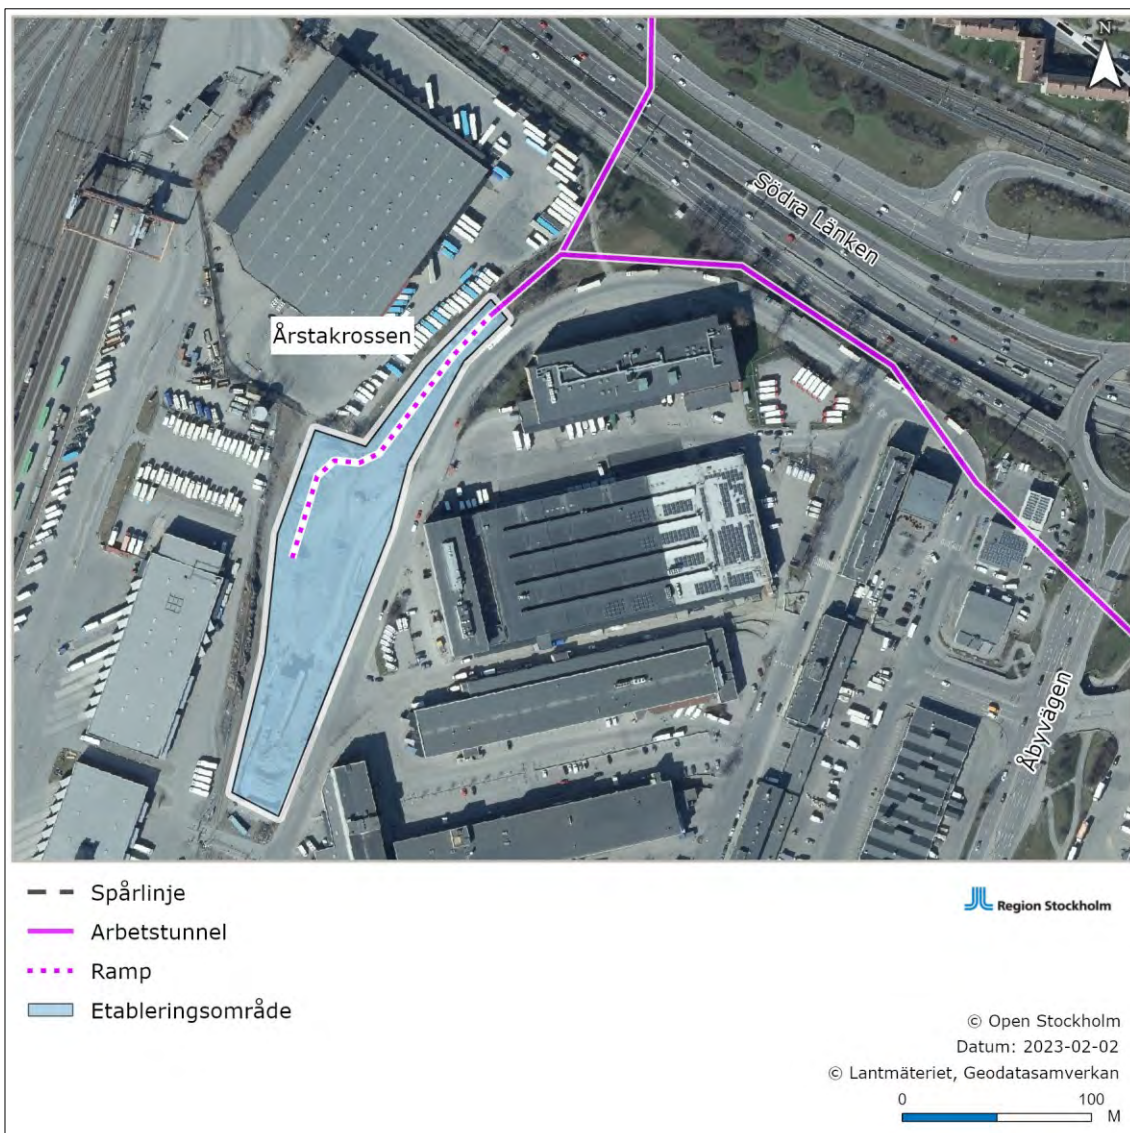 N
Södra Länken
Årstakrossen
Åbyvägen
Spårlinje
Arbetstunnel
Ramp
Etableringsområde
Region Stockholm
© Open Stockholm
Datum: 2023-02-02
© Lantmäteriet, Geodatasamverkan
0 100
M